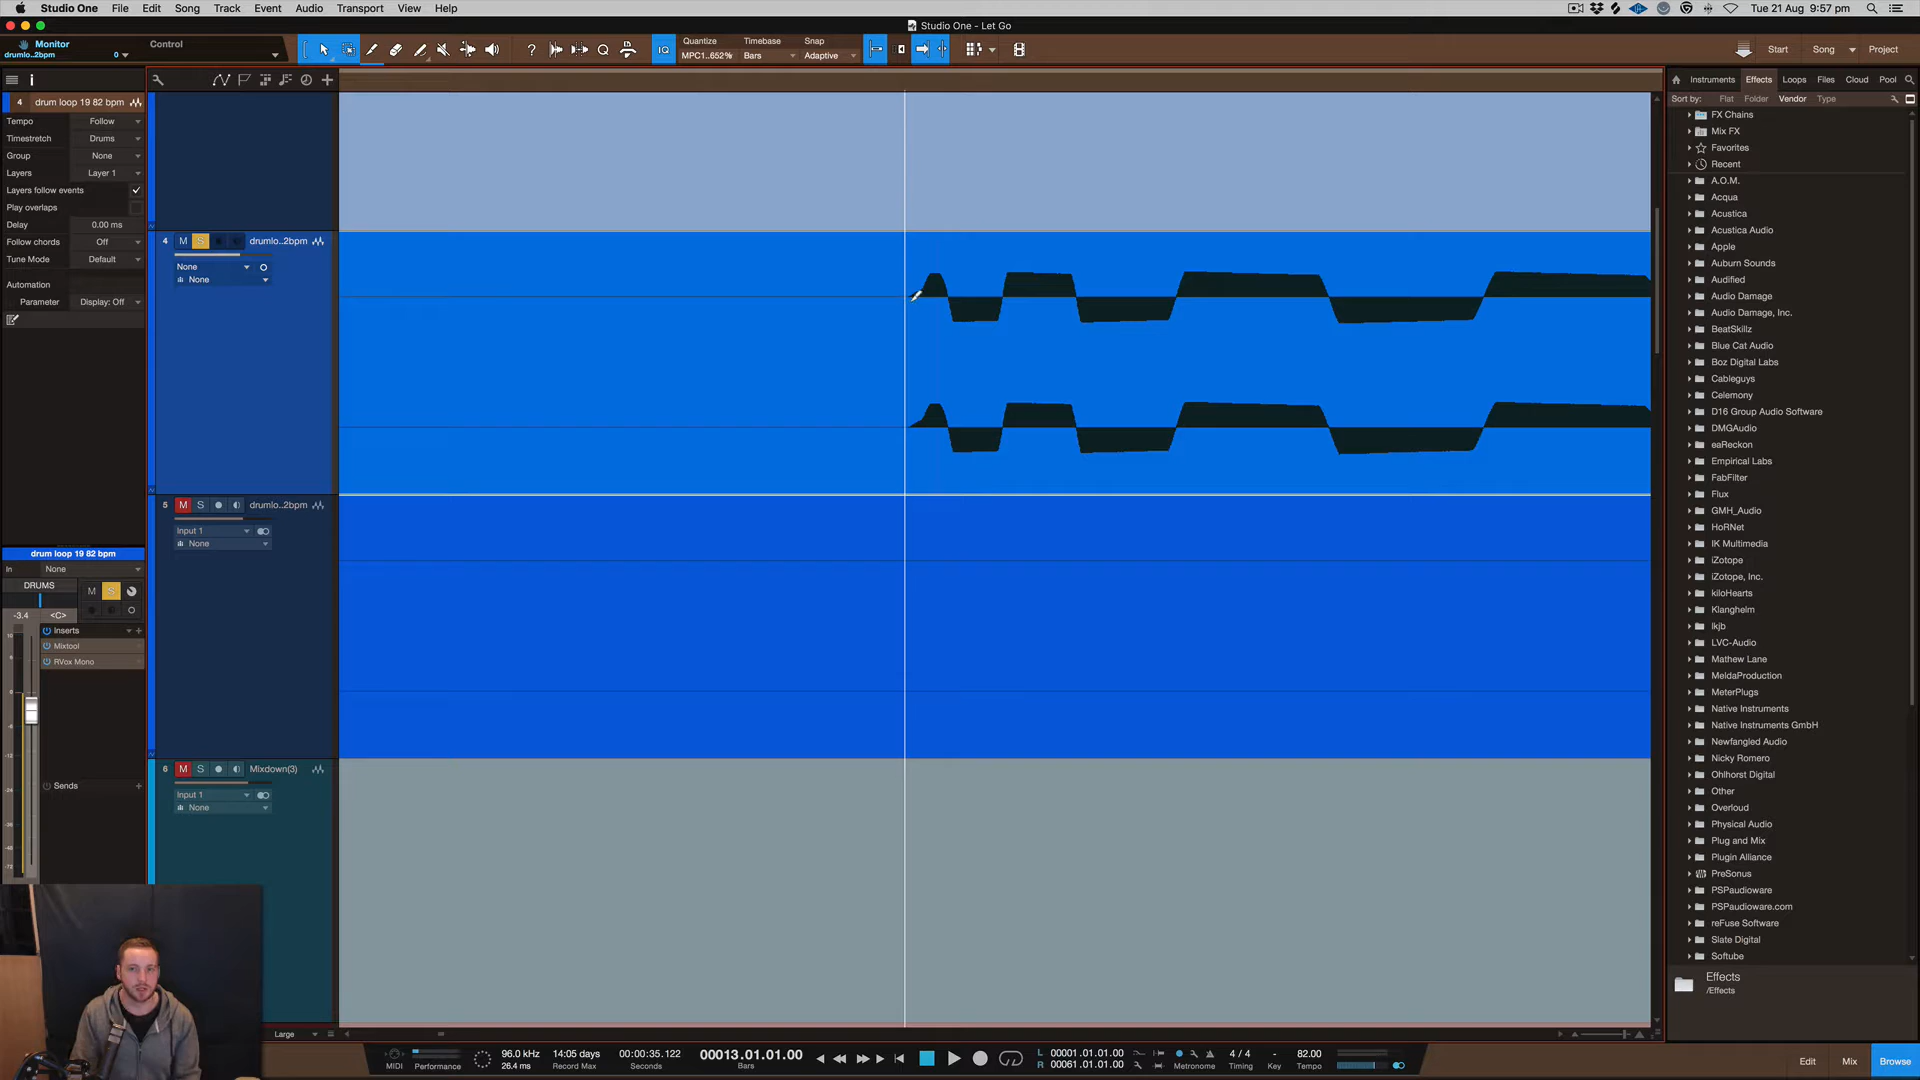 Studio One File Edit Song Track Event Audio Transport View Help
Tue 21 Aug 9:57 pm
Studio One - Let Go
Monitor
drumlo..2bpm 0
Control
IQ
Quantize
MPC1..652%
Timebase
Bars
Snap
Adaptive
Start Song Project
4 drum loop 19 82 bpm
Tempo Follow
Timestretch Drums
Group None
Layers Layer 1
Layers follow events
Play overlaps
Delay 0.00 ms
Follow chords Off
Tune Mode Default
Automation
Parameter Display: Off
drum loop 19 82 bpm
In None
DRUMS M S
-3.4 <C>
Inserts
Mixtool
RVox Mono
Sends
4 M S drumlo..2bpm
None
None
5 M S drumlo..2bpm
Input 1
None
6 M S Mixdown(3)
Input 1
None
Large
Instruments Effects Loops Files Cloud Pool
Sort by: Flat Folder Vendor Type
FX Chains
Mix FX
Favorites
Recent
A.O.M.
Acqua
Acustica
Acustica Audio
Apple
Auburn Sounds
Audified
Audio Damage
Audio Damage, Inc.
BeatSkillz
Blue Cat Audio
Boz Digital Labs
Cableguys
Celemony
D16 Group Audio Software
DMGAudio
eaReckon
Empirical Labs
FabFilter
Flux
GMH_Audio
HoRNet
IK Multimedia
iZotope
iZotope, Inc.
kiloHearts
Klanghelm
lkjb
LVC-Audio
Mathew Lane
MeldaProduction
MeterPlugs
Native Instruments
Native Instruments GmbH
Newfangled Audio
Nicky Romero
Ohlhorst Digital
Other
Overloud
Physical Audio
Plug and Mix
Plugin Alliance
PreSonus
PSPaudioware
PSPaudioware.com
reFuse Software
Slate Digital
Softube
Effects
/Effects
MIDI
Performance
96.0 kHz
26.4 ms
14:05 days
Record Max
00:00:35.122
Seconds
00013.01.01.00
Bars
L 00001.01.01.00
R 00061.01.01.00
Metronome
4 / 4
Timing
-
Key
82.00
Tempo
Edit Mix Browse